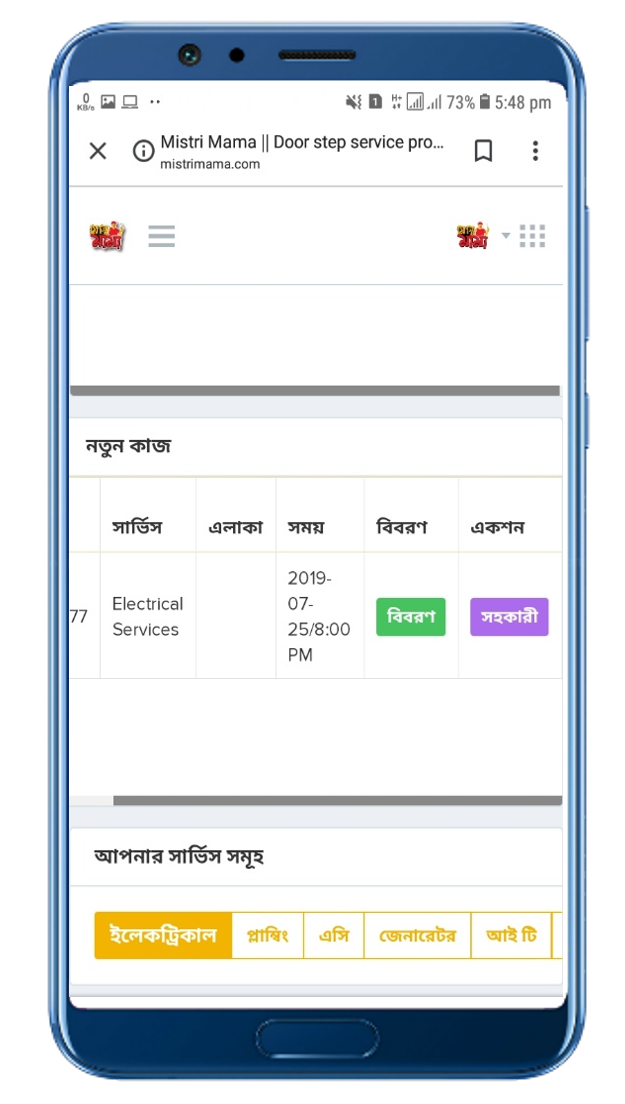 0
KB/s
1 H+ 73% 5:48 pm
Mistri Mama || Door step service pro...
mistrimama.com
নতুন কাজ
সার্ভিস এলাকা সময় বিবরণ একশন
77 Electrical Services 2019-07-25/8:00 PM বিবরণ সহকারী
আপনার সার্ভিস সমূহ
ইলেকট্রিকাল প্লাম্বিং এসি জেনারেটর আই টি